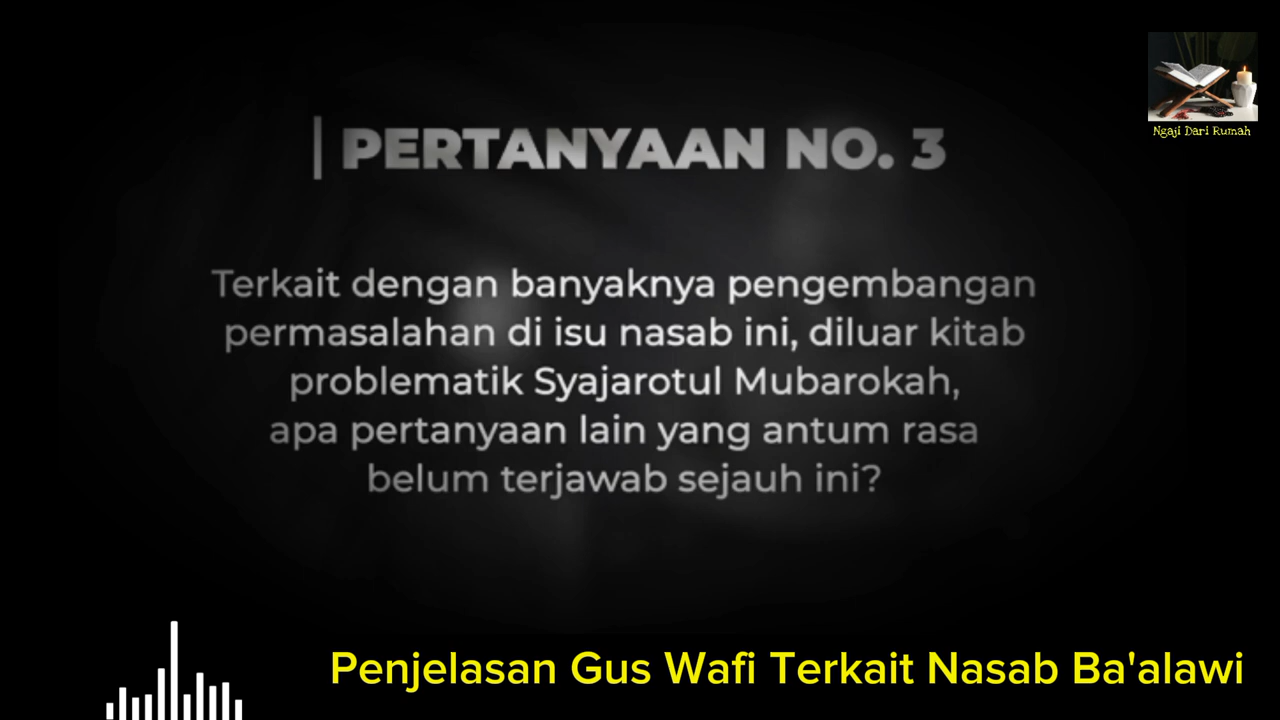 PERTANYAAN NO. 3
Terkait dengan banyaknya pengembangan
permasalahan di isu nasab ini, diluar kitab
problematik Syajarotul Mubarokah,
apa pertanyaan lain yang antum rasa
belum terjawab sejauh ini?
Ngaji Dari Rumah
Penjelasan Gus Wafi Terkait Nasab Ba'alawi